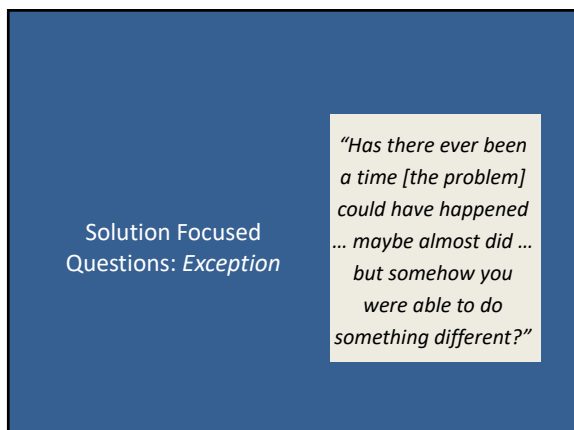 Solution Focused
Questions: Exception
“Has there ever been
a time [the problem]
could have happened
… maybe almost did …
but somehow you
were able to do
something different?”